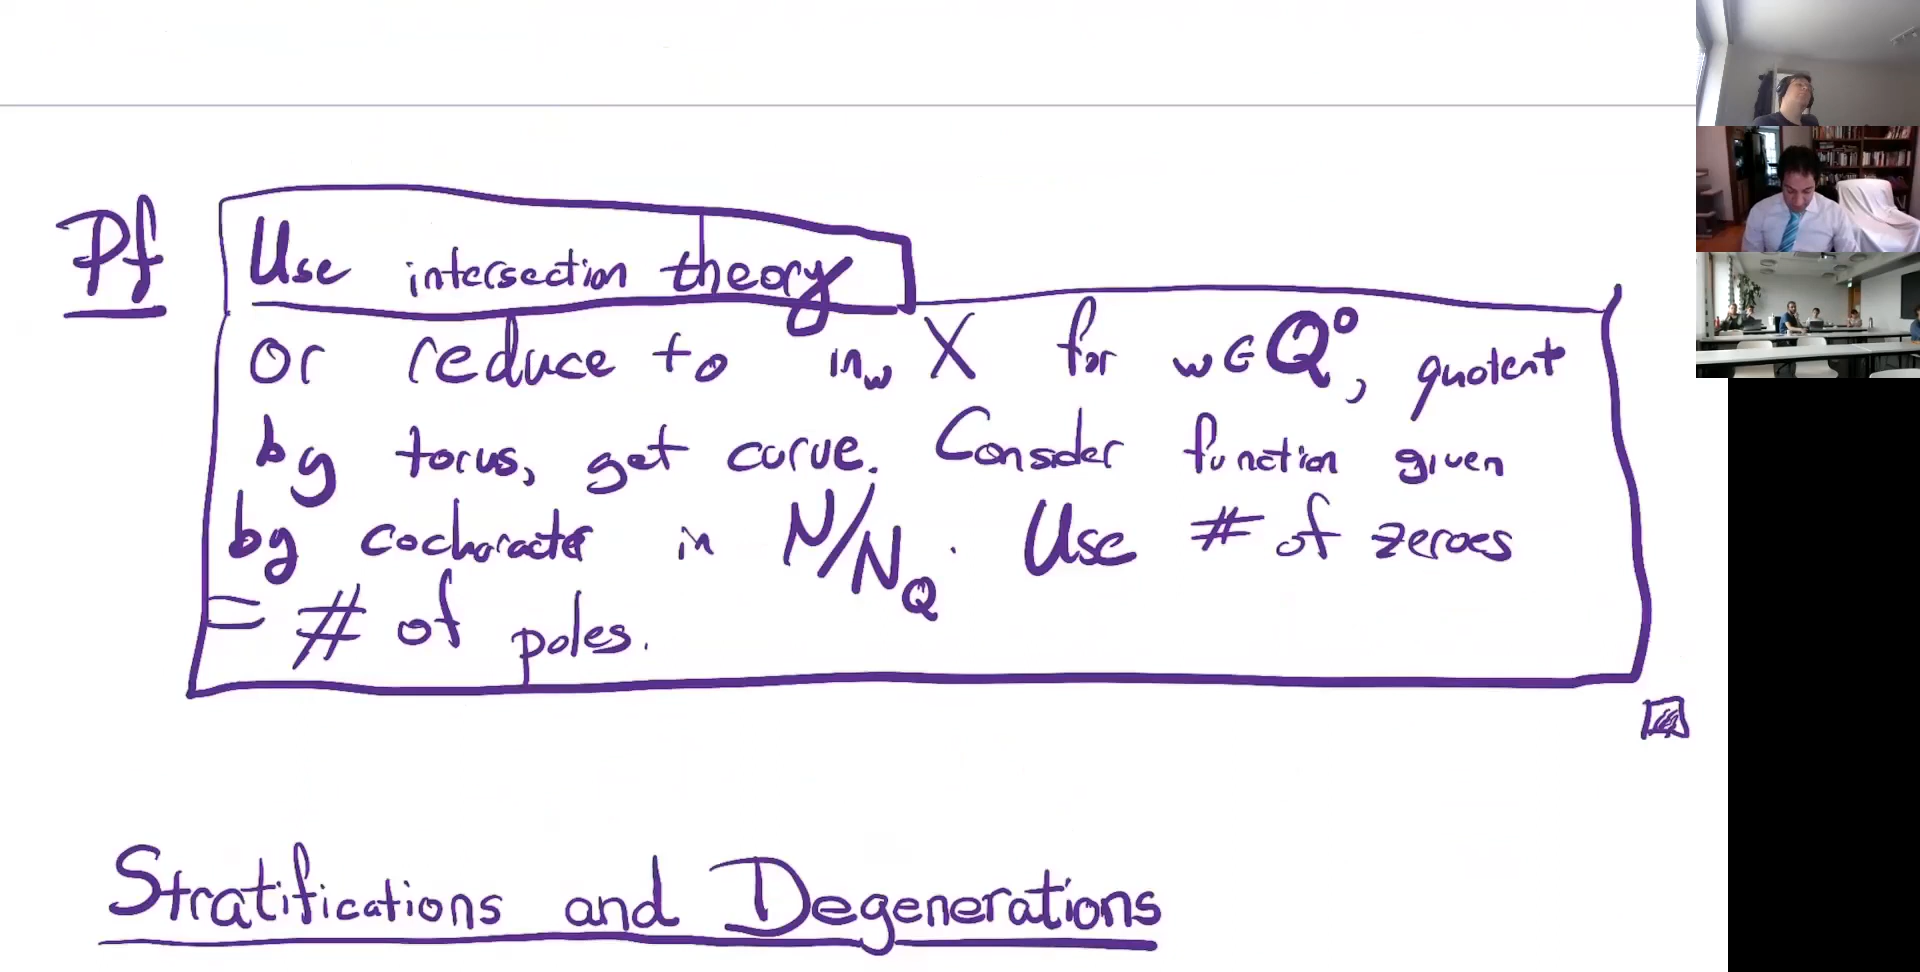 Pf
Use intersection theory
or reduce to in_w X for w∈Q°, quotent
by torus, get curve. Consider function given
by cocharacter in N/N_Q. Use # of zeroes
= # of poles.
Stratifications and Degenerations